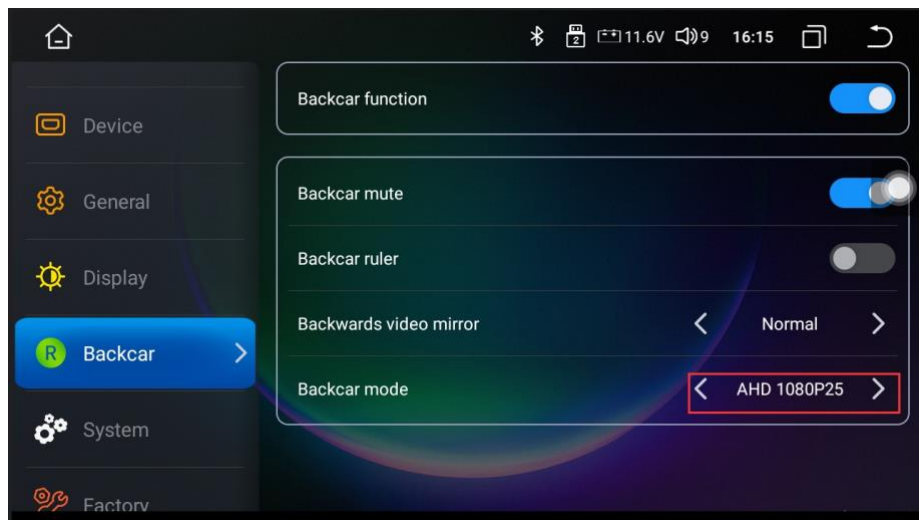 2 11.6V 9 16:15
Backcar function
Device
Backcar mute
General
Backcar ruler
Display
Backwards video mirror Normal
R Backcar
Backcar mode AHD 1080P25
System
Factory